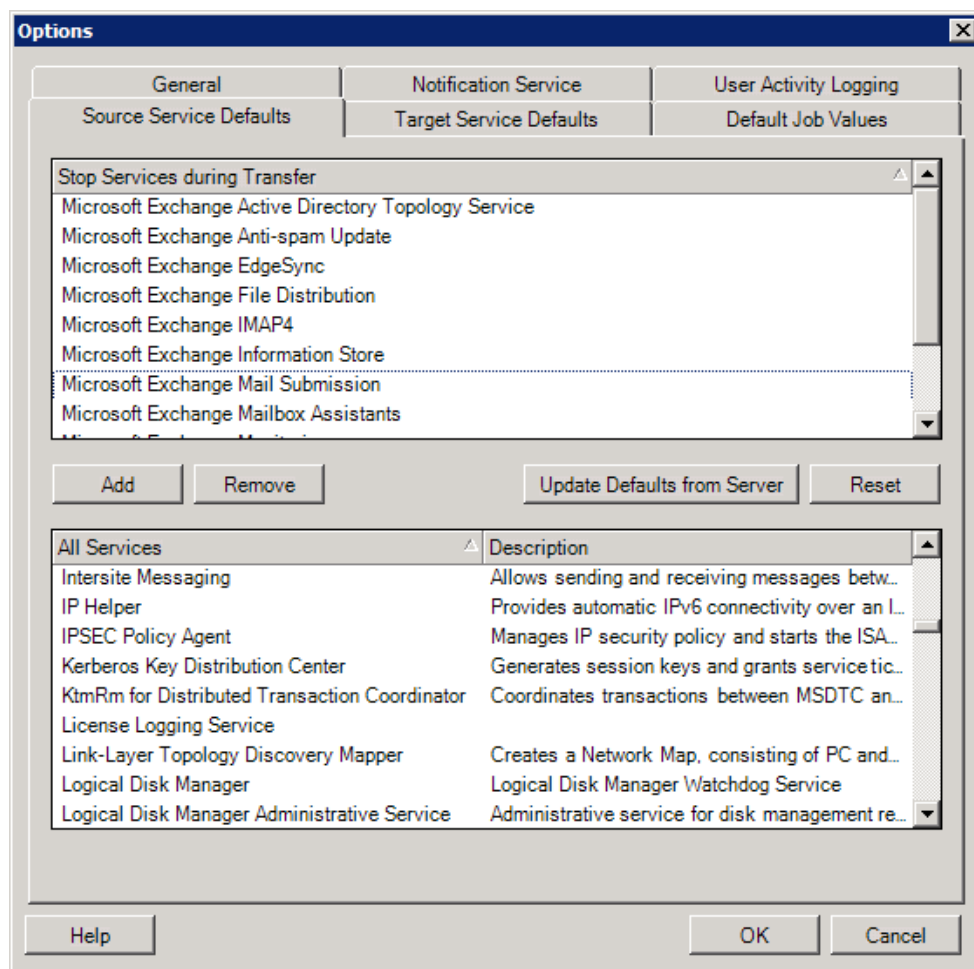 Options
General
Notification Service
User Activity Logging
Source Service Defaults
Target Service Defaults
Default Job Values
Stop Services during Transfer
Microsoft Exchange Active Directory Topology Service
Microsoft Exchange Anti-spam Update
Microsoft Exchange EdgeSync
Microsoft Exchange File Distribution
Microsoft Exchange IMAP4
Microsoft Exchange Information Store
Microsoft Exchange Mail Submission
Microsoft Exchange Mailbox Assistants
Add
Remove
Update Defaults from Server
Reset
All Services Description
Intersite Messaging Allows sending and receiving messages betw...
IP Helper Provides automatic IPv6 connectivity over an I...
IPSEC Policy Agent Manages IP security policy and starts the ISA...
Kerberos Key Distribution Center Generates session keys and grants service tic...
KtmRm for Distributed Transaction Coordinator Coordinates transactions between MSDTC an...
License Logging Service
Link-Layer Topology Discovery Mapper Creates a Network Map, consisting of PC and...
Logical Disk Manager Logical Disk Manager Watchdog Service
Logical Disk Manager Administrative Service Administrative service for disk management re...
Help
OK
Cancel